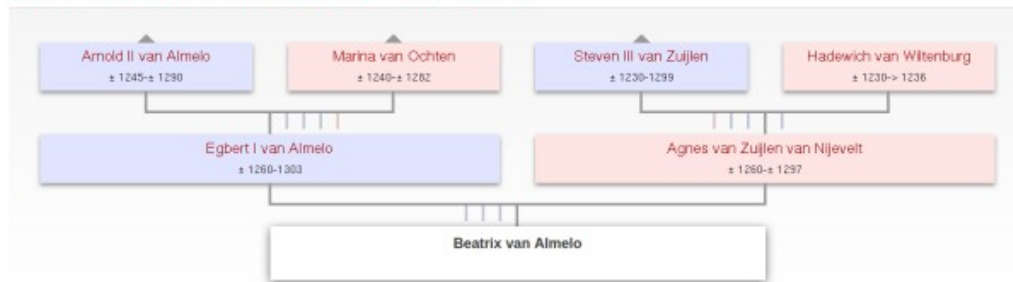 Arnold II van Almelo
± 1245-± 1290
Marina van Ochten
± 1240-± 1282
Steven III van Zuijlen
± 1230-1299
Hadewich van Wiltenburg
± 1230-> 1236
Egbert I van Almelo
± 1260-1303
Agnes van Zuijlen van Nijevelt
± 1260-± 1297
Beatrix van Almelo